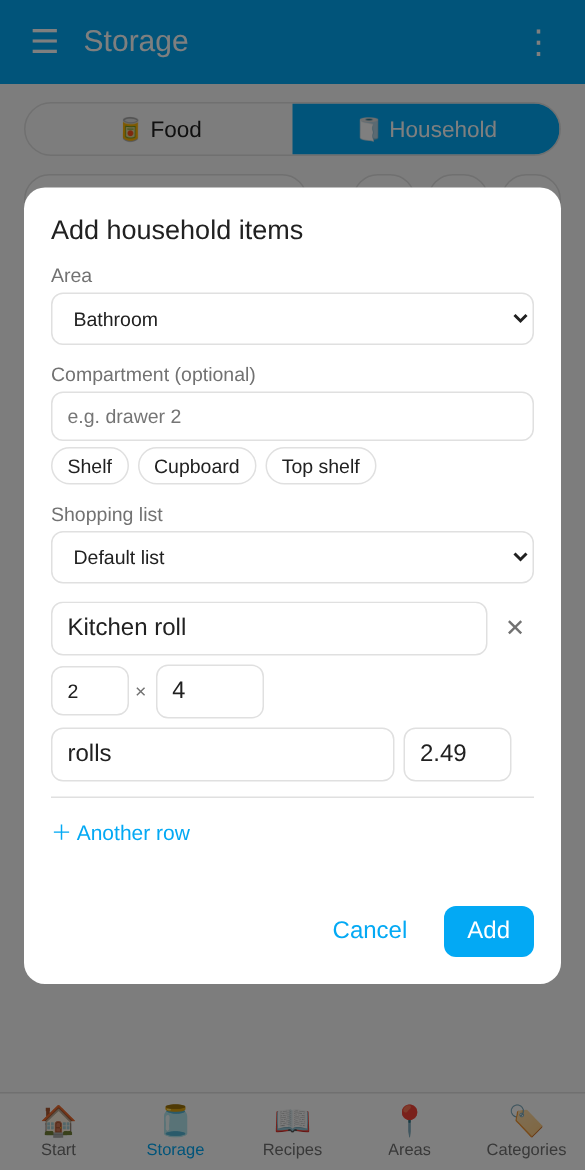 ☰ Storage ⋮
🥫 Food 🧻 Household
Add household items
Area
Bathroom
Compartment (optional)
e.g. drawer 2
Shelf Cupboard Top shelf
Shopping list
Default list
Kitchen roll ✕
2 × 4
rolls 2.49
+ Another row
Cancel Add
Start Storage Recipes Areas Categories